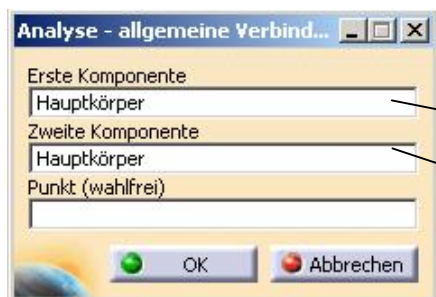 Analyse - allgemeine Verbind...
Erste Komponente
Hauptkörper
Zweite Komponente
Hauptkörper
Punkt (wahlfrei)
OK
Abbrechen